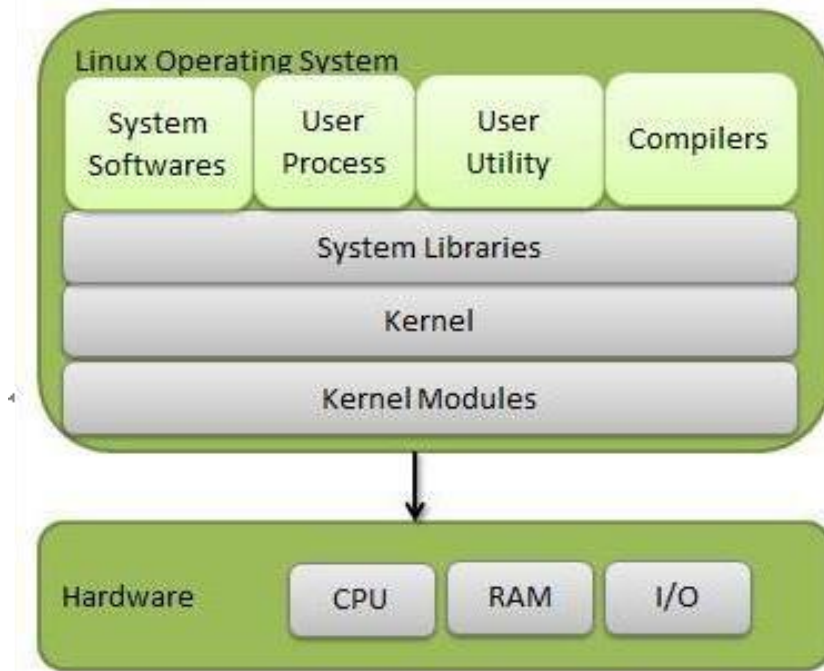 Linux Operating System
System
Softwares
User
Process
User
Utility
Compilers
System Libraries
Kernel
Kernel Modules
Hardware
CPU
RAM
I/O